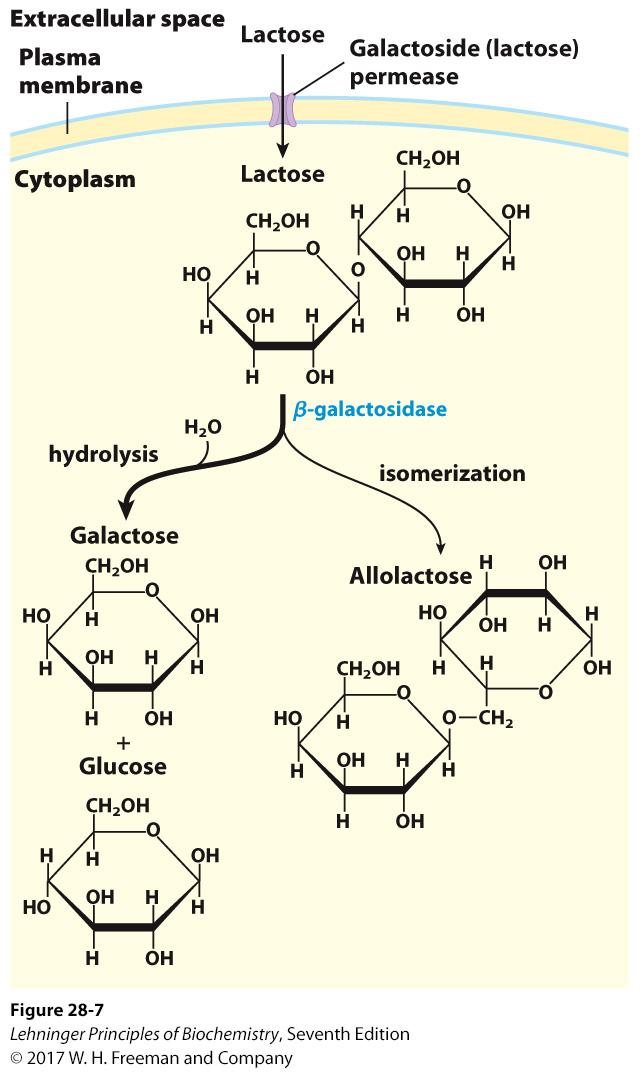 Extracellular space
Lactose
Plasma
membrane
Galactoside (lactose)
permease
Cytoplasm
Lactose
CH₂OH
O
H
H
OH
OH
H
H
H
OH
O
CH₂OH
O
HO
H
H
OH
H
H
H
OH
β-galactosidase
H₂O
hydrolysis
isomerization
Galactose
CH₂OH
O
HO
H
OH
H
OH
H
H
H
OH
+
Glucose
CH₂OH
O
H
H
OH
HO
OH
H
H
H
OH
Allolactose
H
OH
HO
OH
H
H
H
H
OH
O
O—CH₂
CH₂OH
O
HO
H
H
OH
H
H
H
OH
Figure 28-7
Lehninger Principles of Biochemistry, Seventh Edition
© 2017 W. H. Freeman and Company